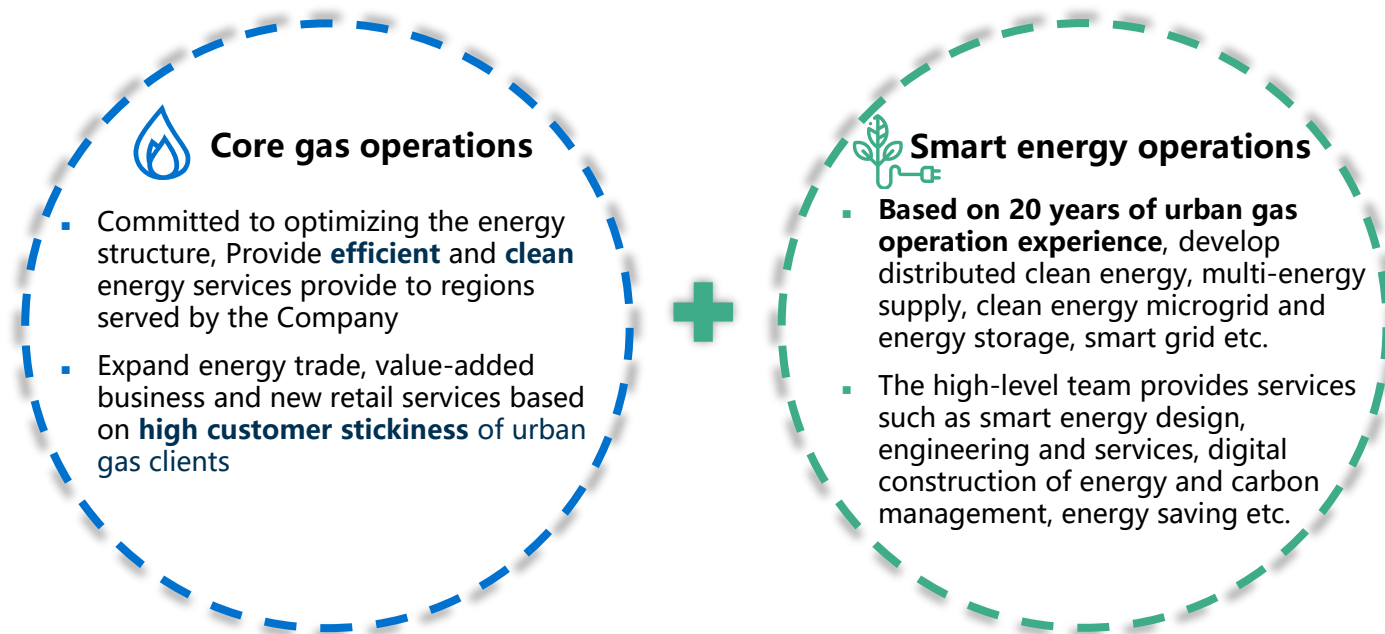 Core gas operations
▪ Committed to optimizing the energy
structure, Provide efficient and clean
energy services provide to regions
served by the Company
▪ Expand energy trade, value-added
business and new retail services based
on high customer stickiness of urban
gas clients
Smart energy operations
▪ Based on 20 years of urban gas
operation experience, develop
distributed clean energy, multi-energy
supply, clean energy microgrid and
energy storage, smart grid etc.
▪ The high-level team provides services
such as smart energy design,
engineering and services, digital
construction of energy and carbon
management, energy saving etc.